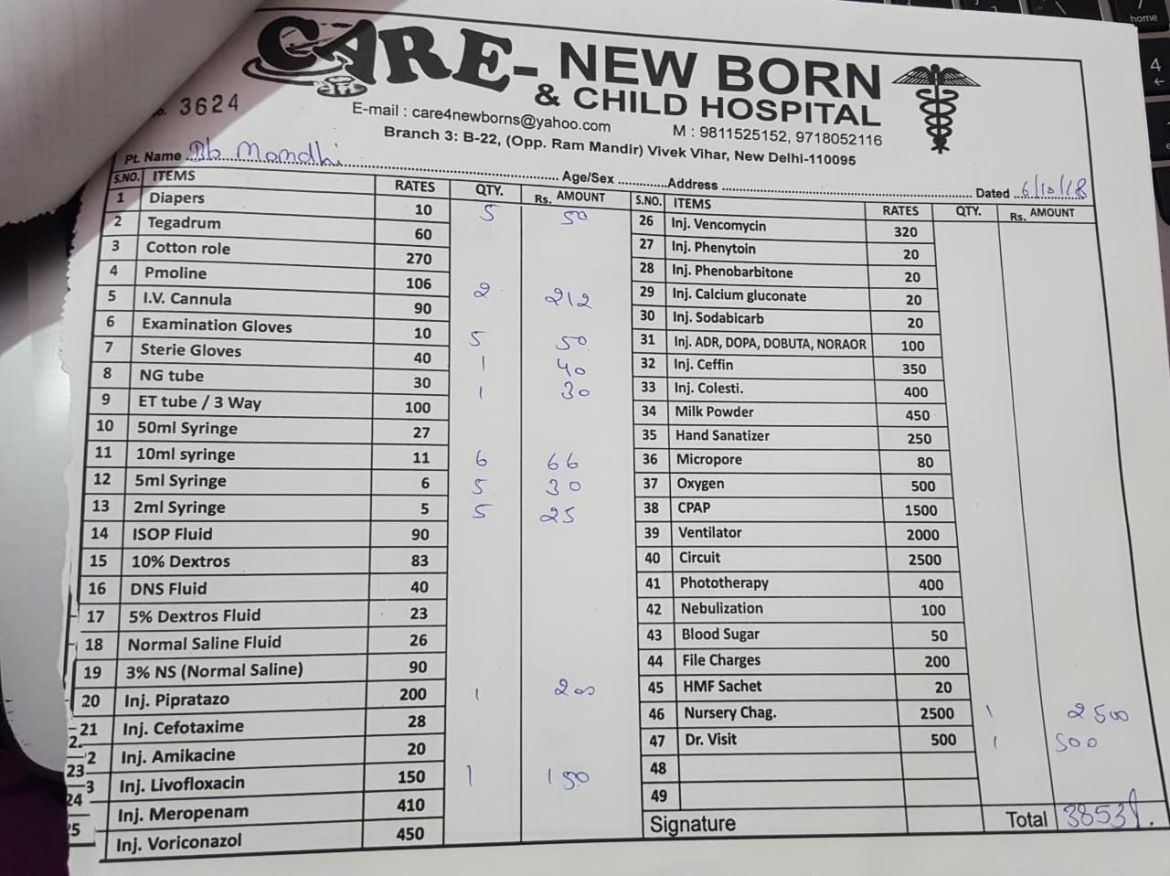 CARE- NEW BORN
& CHILD HOSPITAL
3624
E-mail : care4newborns@yahoo.com M : 9811525152, 9718052116
Branch 3: B-22, (Opp. Ram Mandir) Vivek Vihar, New Delhi-110095
Pt. Name Age/Sex Address Dated 6/10/18
S.NO. ITEMS RATES QTY. Rs. AMOUNT
1 Diapers 10 5 50
2 Tegadrum 60
3 Cotton role 270
4 Pmoline 106 2 212
5 I.V. Cannula 90
6 Examination Gloves 10 5 50
7 Sterie Gloves 40 1 40
8 NG tube 30 1 30
9 ET tube / 3 Way 100
10 50ml Syringe 27
11 10ml syringe 11 6 66
12 5ml Syringe 6 5 30
13 2ml Syringe 5 5 25
14 ISOP Fluid 90
15 10% Dextros 83
16 DNS Fluid 40
17 5% Dextros Fluid 23
18 Normal Saline Fluid 26
19 3% NS (Normal Saline) 90
20 Inj. Pipratazo 200 1 200
21 Inj. Cefotaxime 28
2 Inj. Amikacine 20
23 Inj. Livofloxacin 150 1 150
24 Inj. Meropenam 410
5 Inj. Voriconazol 450
S.NO. ITEMS RATES QTY. Rs. AMOUNT
26 Inj. Vencomycin 320
27 Inj. Phenytoin 20
28 Inj. Phenobarbitone 20
29 Inj. Calcium gluconate 20
30 Inj. Sodabicarb 20
31 Inj. ADR, DOPA, DOBUTA, NORAOR 100
32 Inj. Ceffin 350
33 Inj. Colesti. 400
34 Milk Powder 450
35 Hand Sanatizer 250
36 Micropore 80
37 Oxygen 500
38 CPAP 1500
39 Ventilator 2000
40 Circuit 2500
41 Phototherapy 400
42 Nebulization 100
43 Blood Sugar 50
44 File Charges 200
45 HMF Sachet 20
46 Nursery Chag. 2500 1 2500
47 Dr. Visit 500 1 500
48
49
Signature Total 3853/.